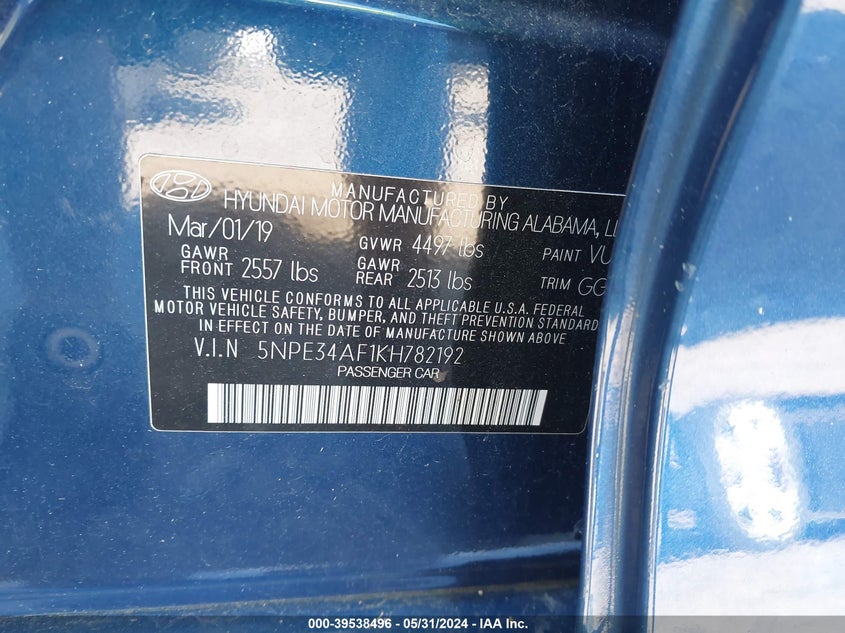 MANUFACTURED BY
HYUNDAI MOTOR MANUFACTURING ALABAMA,
Mar/01/19 GVWR 4497 lbs PAINT VU
GAWR FRONT 2557 lbs GAWR REAR 2513 lbs TRIM GG
THIS VEHICLE CONFORMS TO ALL APPLICABLE U.S.A. FEDERAL
MOTOR VEHICLE SAFETY, BUMPER, AND THEFT PREVENTION STANDARD
IN EFFECT ON THE DATE OF MANUFACTURE SHOWN ABOVE
V.I.N 5NPE34AF1KH782192
PASSENGER CAR
000-39538496 - 05/31/2024 - IAA Inc.